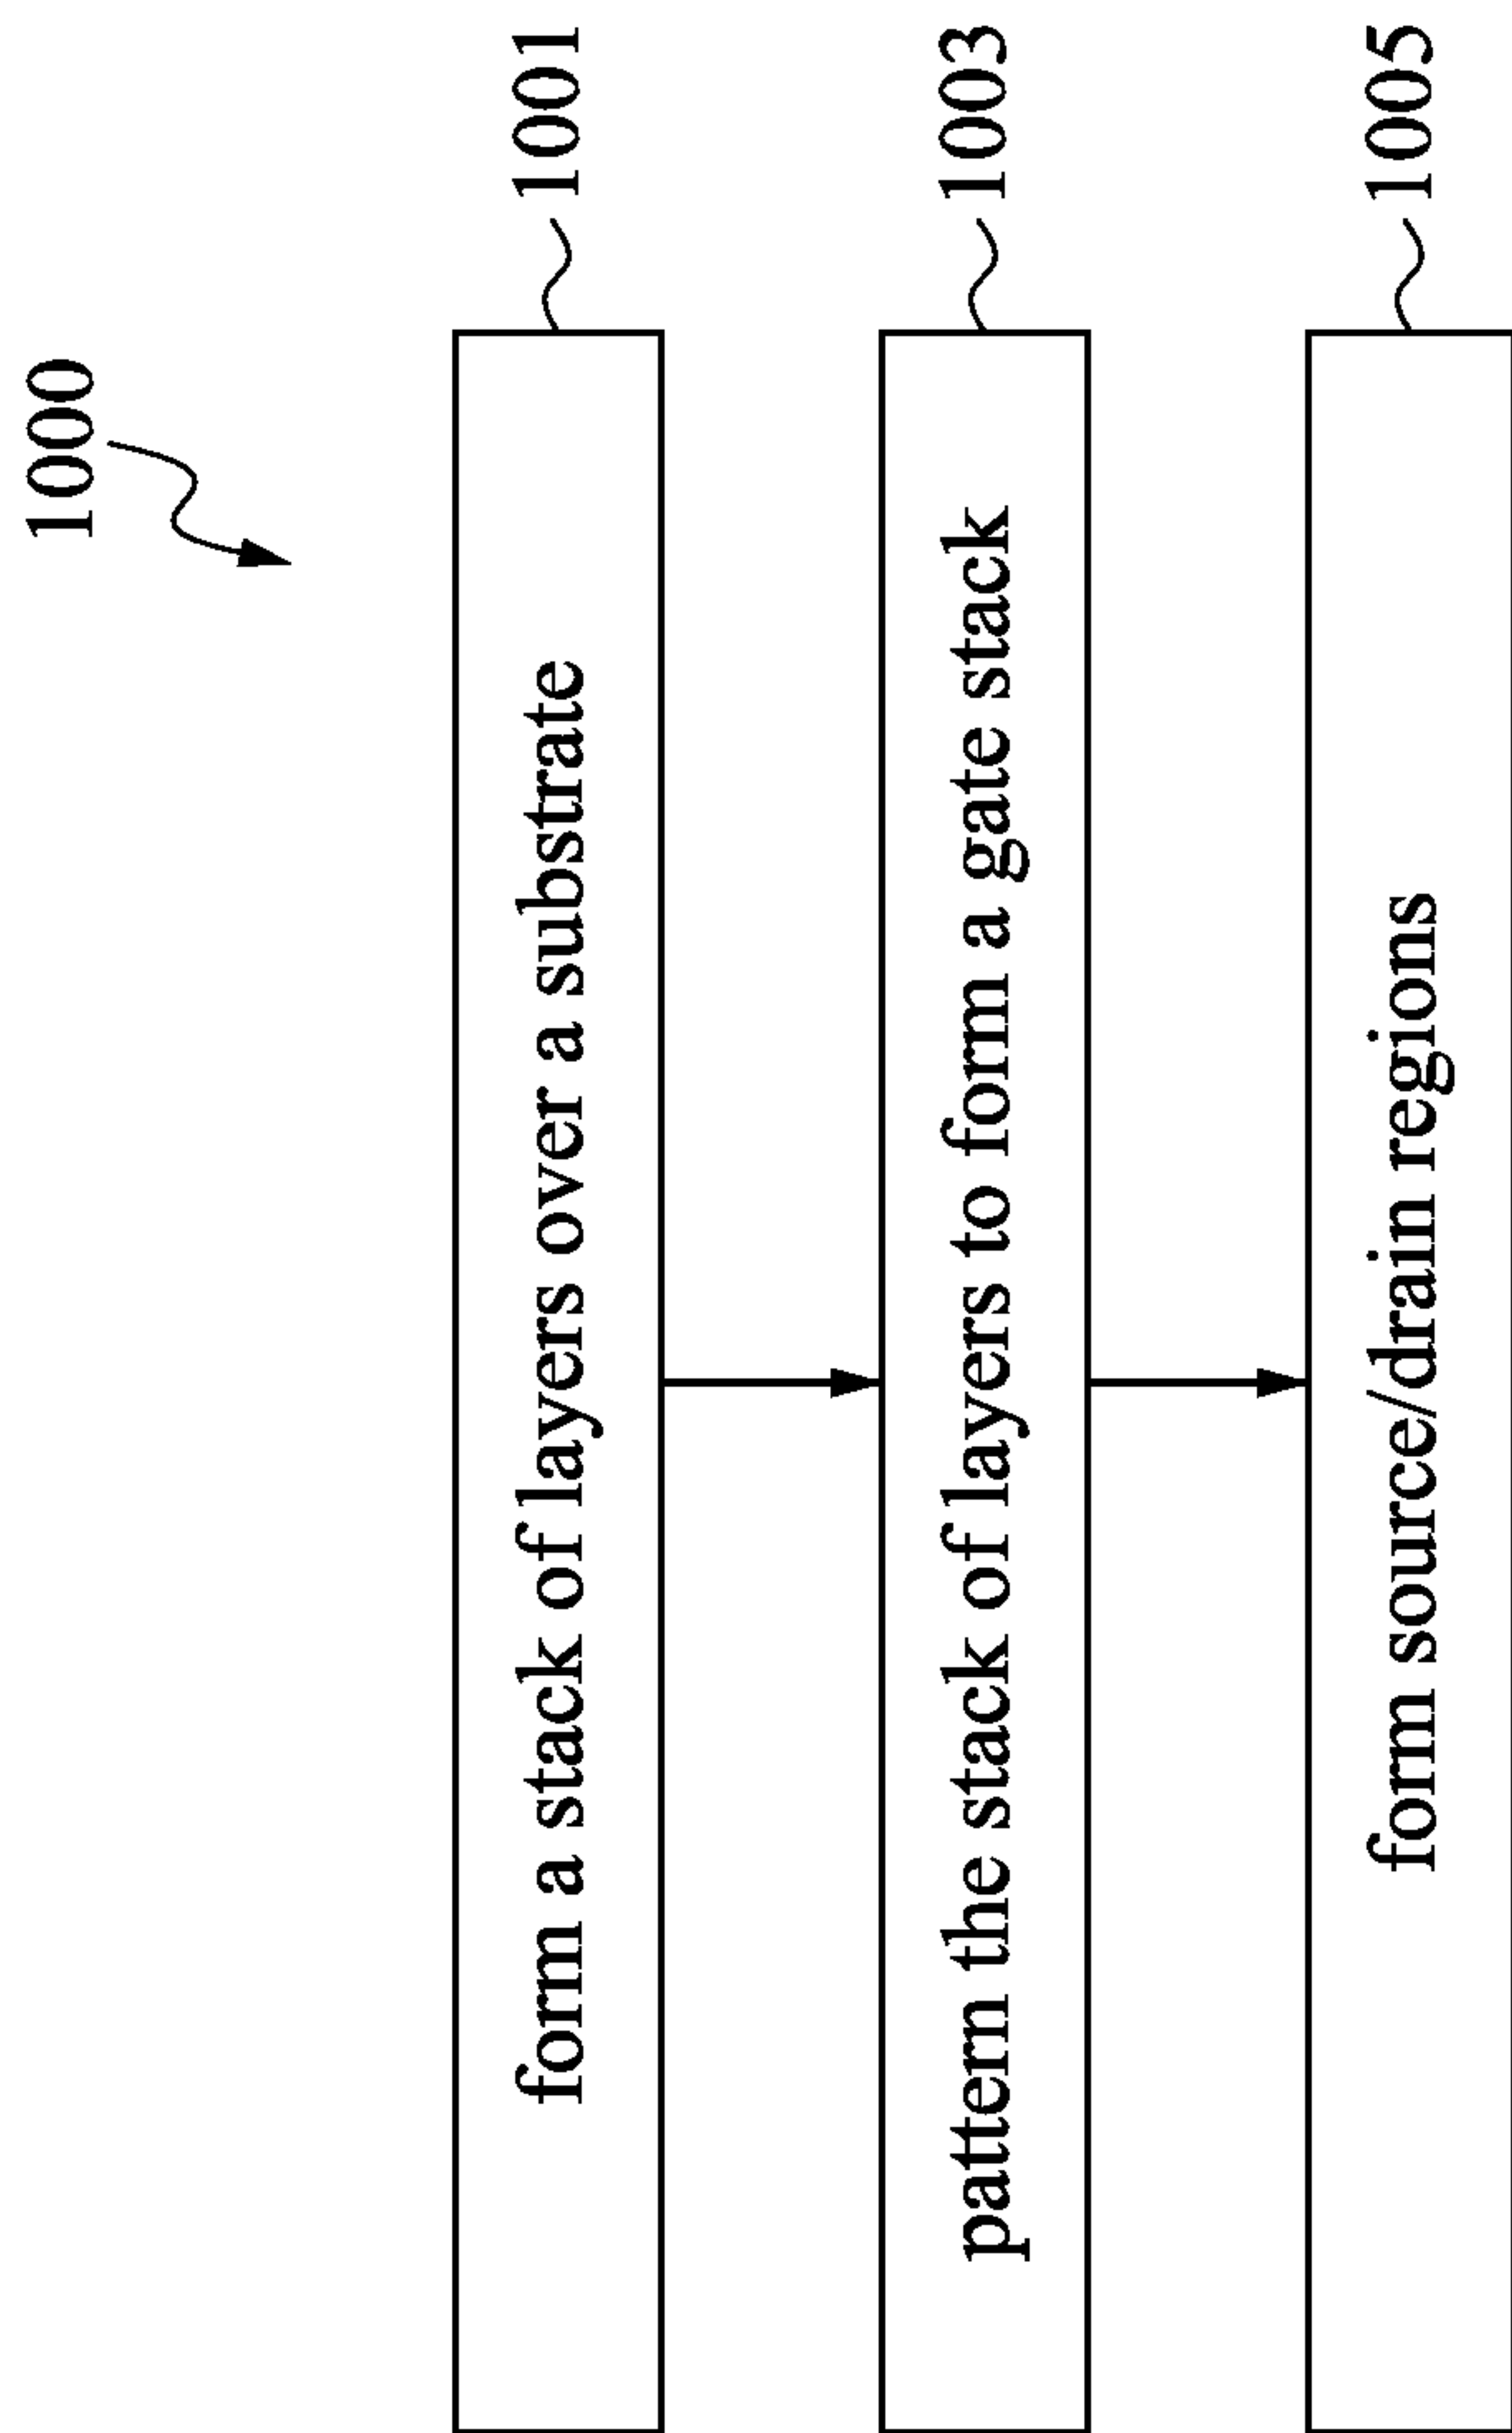 1000
form a stack of layers over a substrate
1001
pattern the stack of layers to form a gate stack
1003
form source/drain regions
1005